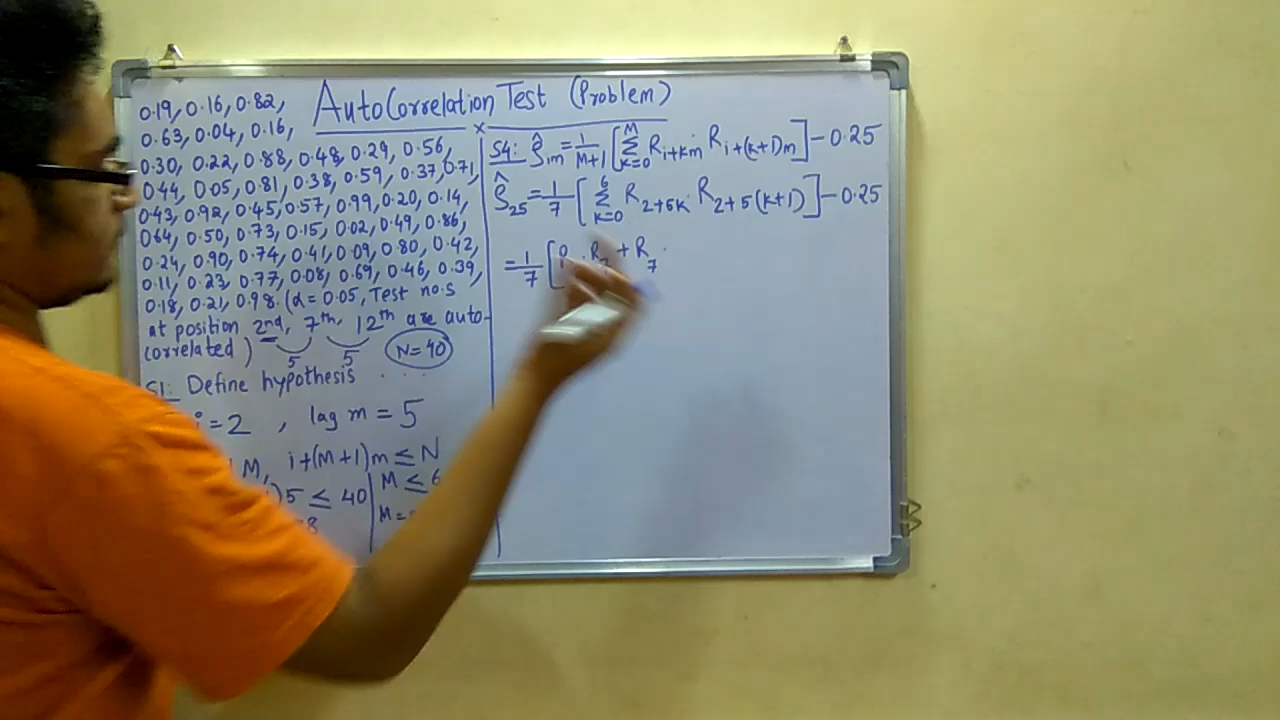 AutoCorrelation Test (Problem)
0.19, 0.16, 0.82,
0.63, 0.04, 0.16,
0.30, 0.22, 0.88, 0.48, 0.29, 0.56,
0.44, 0.05, 0.81, 0.38, 0.59, 0.37, 0.71,
0.43, 0.92, 0.45, 0.57, 0.99, 0.20, 0.14,
0.64, 0.50, 0.73, 0.15, 0.02, 0.49, 0.86,
0.24, 0.90, 0.74, 0.41, 0.09, 0.80, 0.42,
0.11, 0.23, 0.77, 0.08, 0.69, 0.46, 0.39,
0.18, 0.21, 0.98. (α = 0.05, Test no.s
at position 2nd, 7th, 12th are auto-
correlated)
5 5
N=40
S1: Define hypothesis
i = 2 , lag m = 5
M, i+(M+1)m ≤ N
)5 ≤ 40
8
M ≤ 6
M =
S4: ρ̂im = 1/M+1 [M Σ K=0 Ri+km Ri+(k+1)m] − 0.25
ρ̂25 = 1/7 [6 Σ K=0 R2+5K R2+5(k+1)] − 0.25
= 1/7 [ . R7 + R7 .